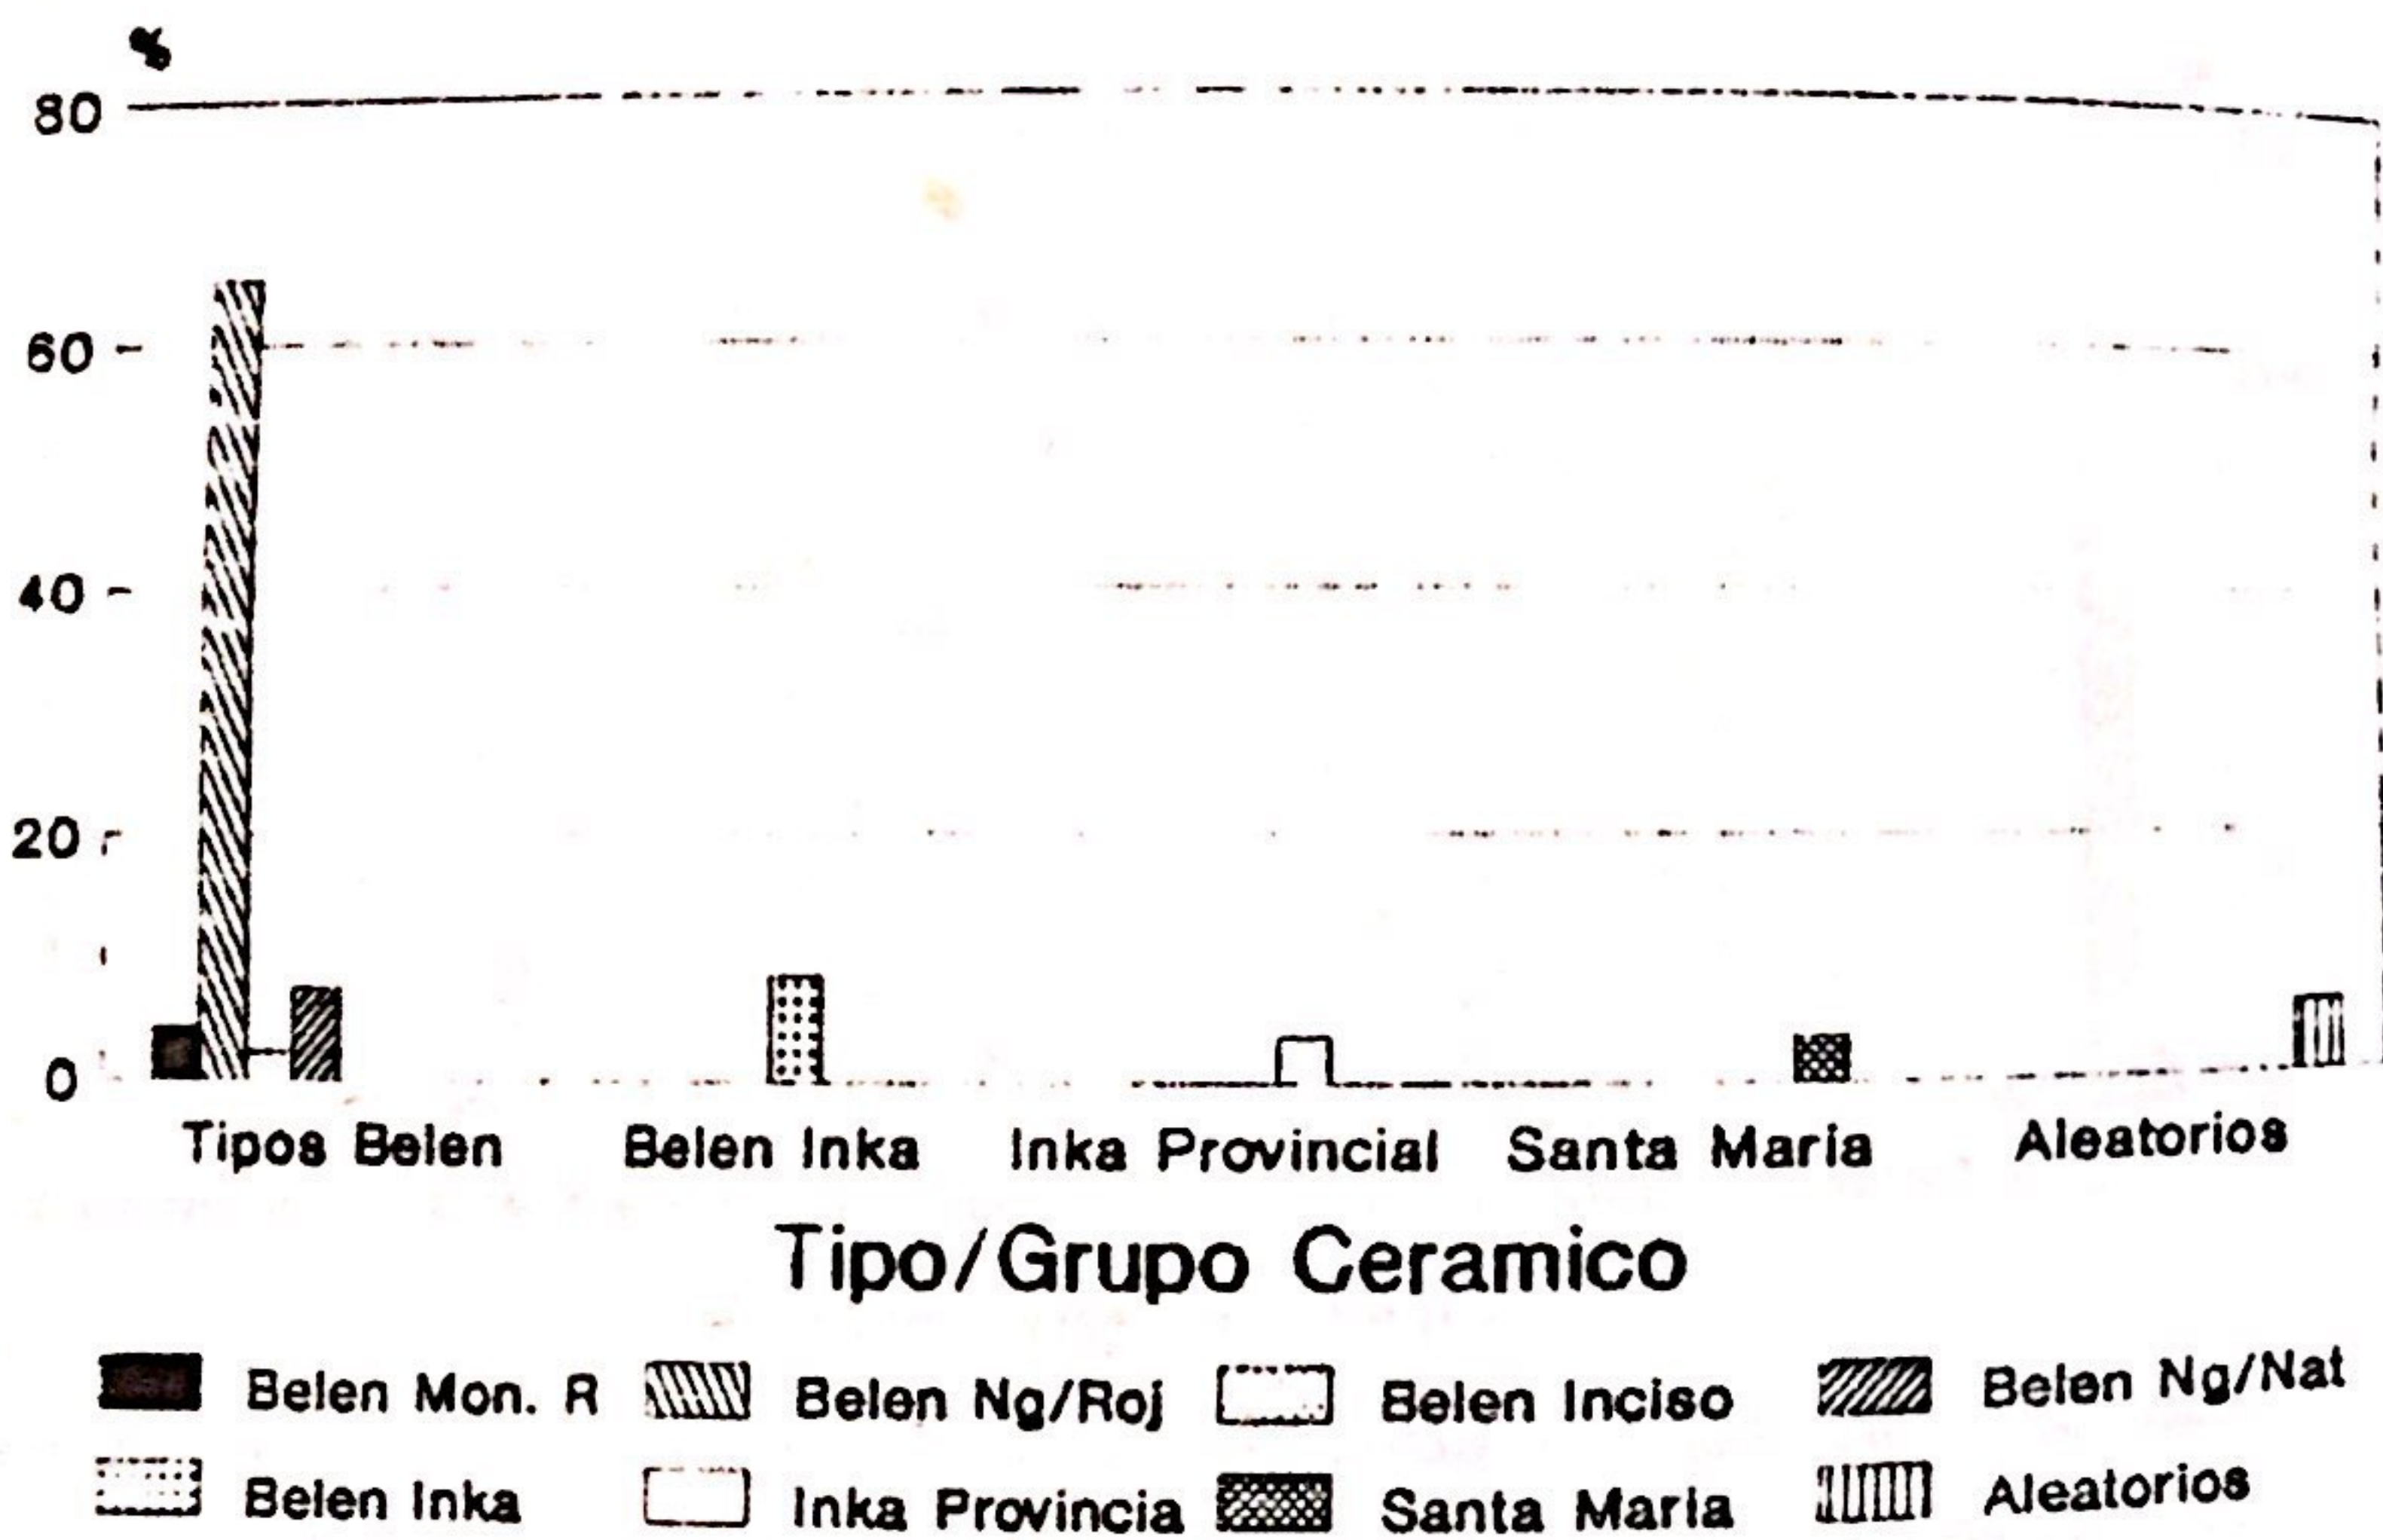 %
80
60
40
20
0
Tipos Belen Belen Inka Inka Provincial Santa Maria Aleatorios
Tipo/Grupo Ceramico
Belen Mon. R Belen Ng/Roj Belen Inciso Belen Ng/Nat
Belen Inka Inka Provincia Santa Maria Aleatorios